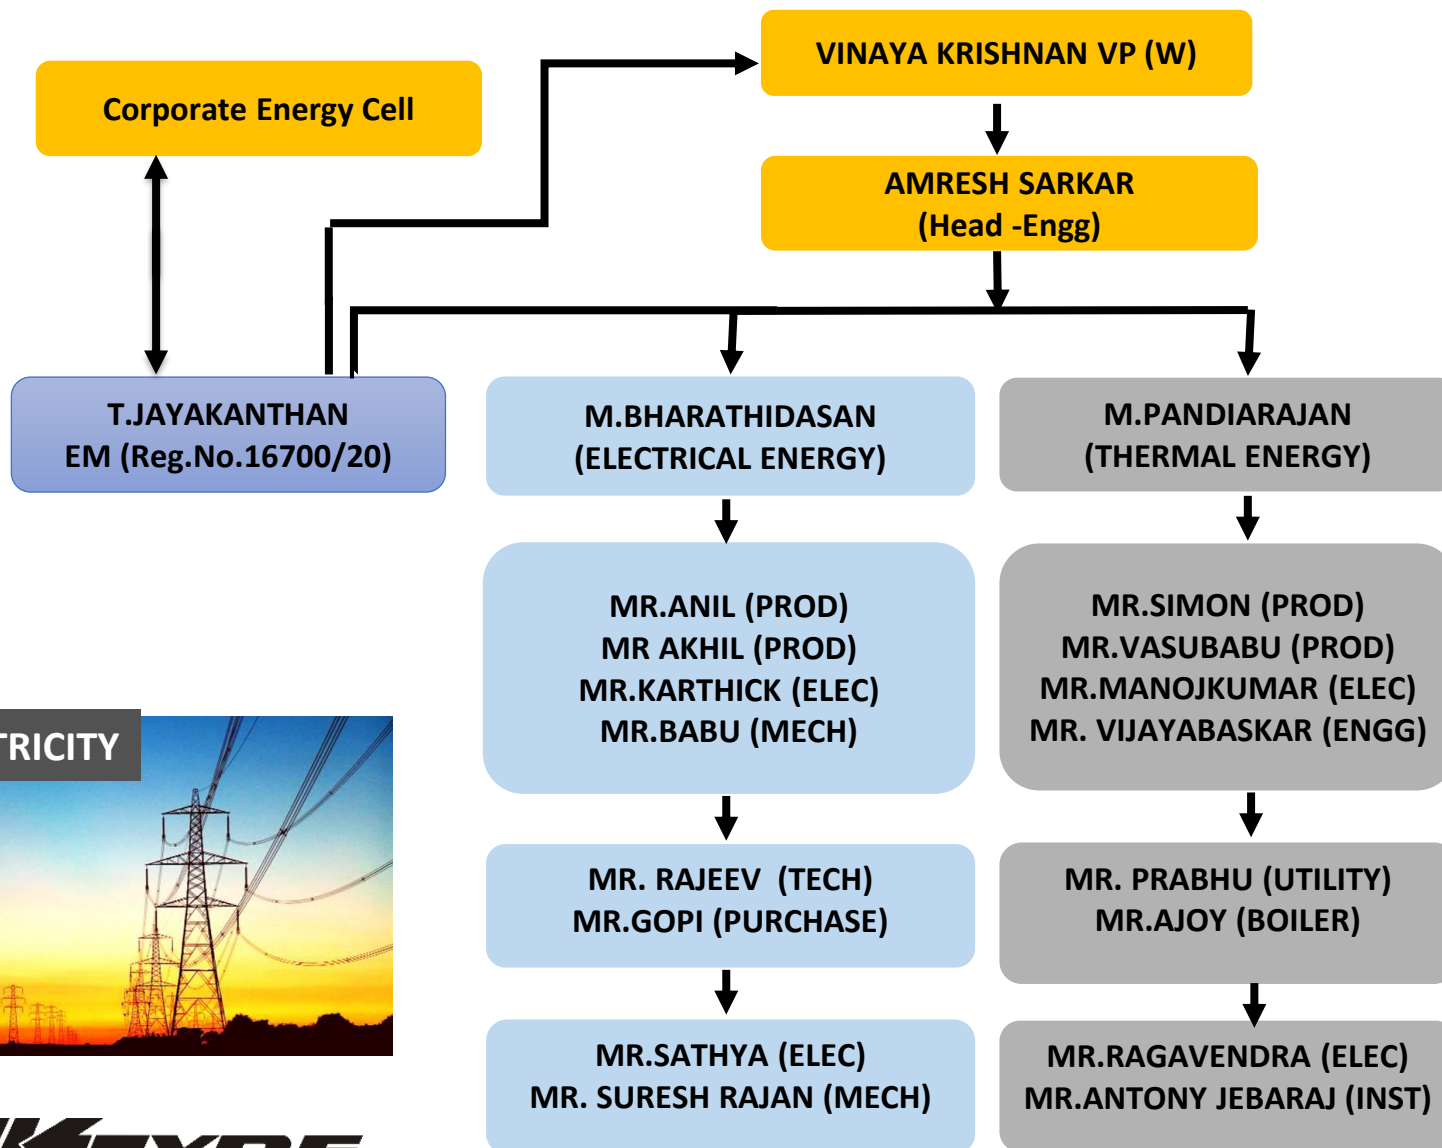 VINAYA KRISHNAN VP (W)
Corporate Energy Cell
AMRESH SARKAR
(Head -Engg)
T.JAYAKANTHAN
EM (Reg.No.16700/20)
M.BHARATHIDASAN
(ELECTRICAL ENERGY)
M.PANDIARAJAN
(THERMAL ENERGY)
MR.ANIL (PROD)
MR AKHIL (PROD)
MR.KARTHICK (ELEC)
MR.BABU (MECH)
MR.SIMON (PROD)
MR.VASUBABU (PROD)
MR.MANOJKUMAR (ELEC)
MR. VIJAYABASKAR (ENGG)
TRICITY
MR. RAJEEV  (TECH)
MR.GOPI (PURCHASE)
MR. PRABHU (UTILITY)
MR.AJOY (BOILER)
MR.SATHYA (ELEC)
MR. SURESH RAJAN (MECH)
MR.RAGAVENDRA (ELEC)
MR.ANTONY JEBARAJ (INST)